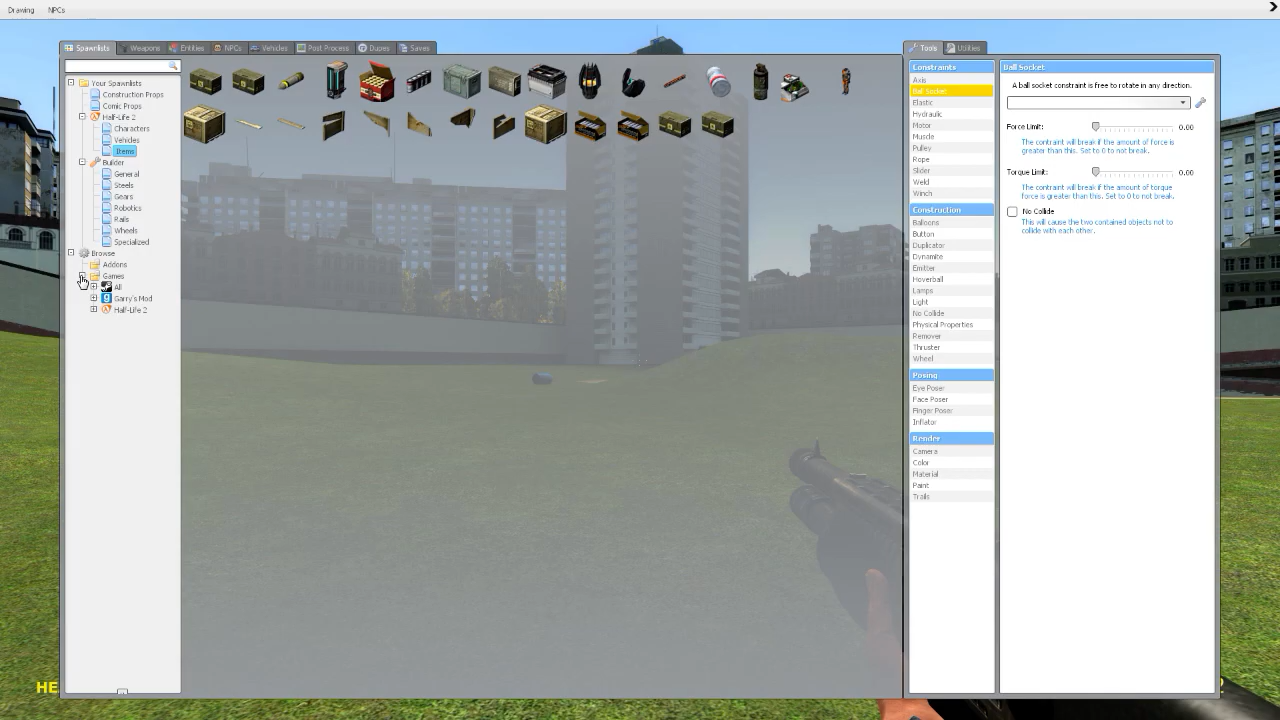 Drawing NPCs
Spawnlists Weapons Entities NPCs Vehicles Post Process Dupes Saves
Your Spawnlists
Construction Props
Comic Props
Half-Life 2
Characters
Vehicles
Items
Builder
General
Steels
Gears
Robotics
Rails
Wheels
Specialized
Browse
Addons
Games
All
Garry's Mod
Half-Life 2
HE
Tools Utilities
Constraints
Axis
Ball Socket
Elastic
Hydraulic
Motor
Muscle
Pulley
Rope
Slider
Weld
Winch
Construction
Balloons
Button
Duplicator
Dynamite
Emitter
Hoverball
Lamps
Light
No Collide
Physical Properties
Remover
Thruster
Wheel
Posing
Eye Poser
Face Poser
Finger Poser
Inflator
Render
Camera
Color
Material
Paint
Trails
Ball Socket
A ball socket constraint is free to rotate in any direction.
Force Limit: 0.00
The contraint will break if the amount of force is
greater than this. Set to 0 to not break.
Torque Limit: 0.00
The contraint will break if the amount of torque
force is greater than this. Set to 0 to not break.
No Collide
This will cause the two contained objects not to
collide with each other.